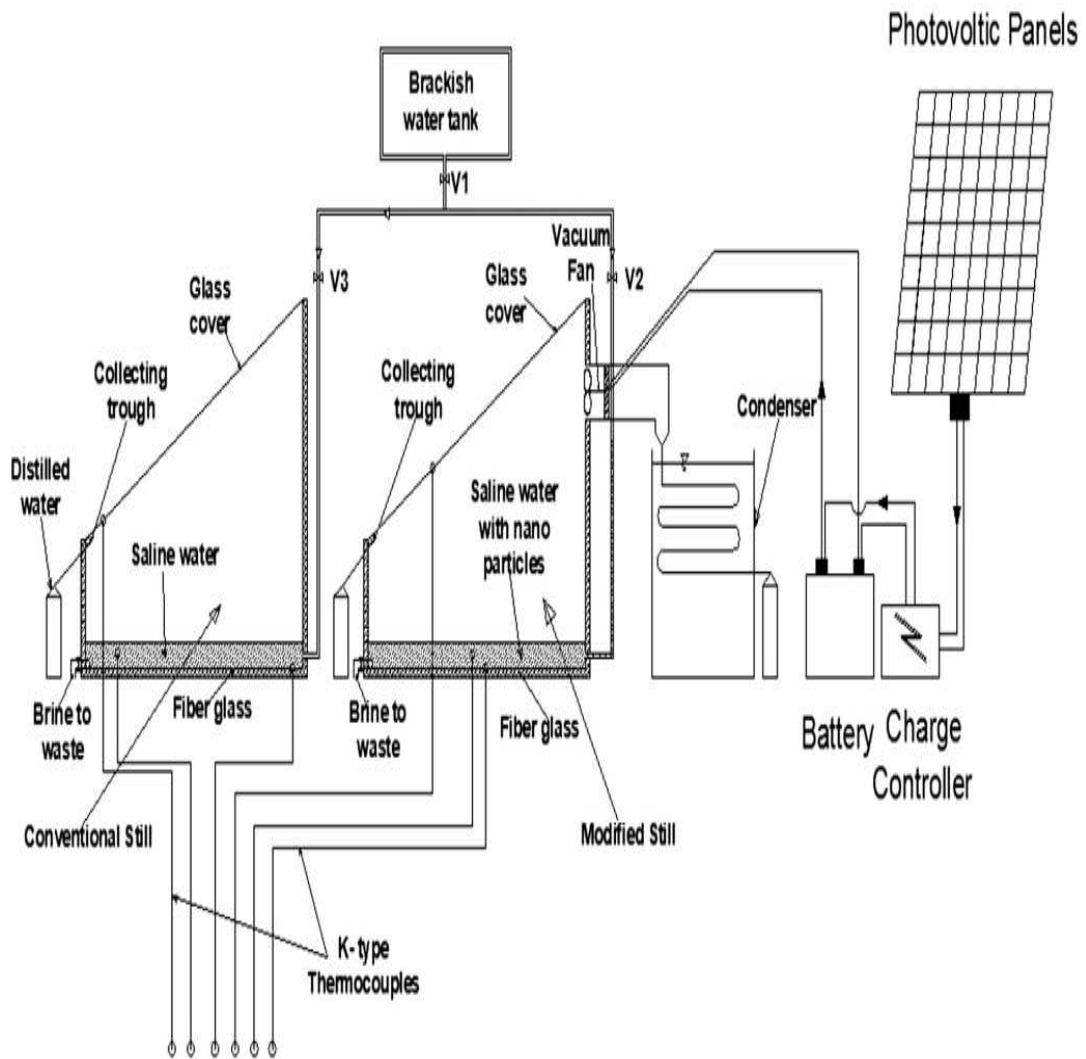 Photovoltic Panels
Brackish
water tank
V1
Vacuum
Fan
V3
V2
Glass
cover
Glass
cover
Collecting
trough
Collecting
trough
Condenser
Distilled
water
Saline water
with nano
particles
Saline water
Fiber glass
Fiber glass
Brine to
waste
Brine to
waste
Battery
Charge
Controller
Conventional Still
Modified Still
K- type
Thermocouples